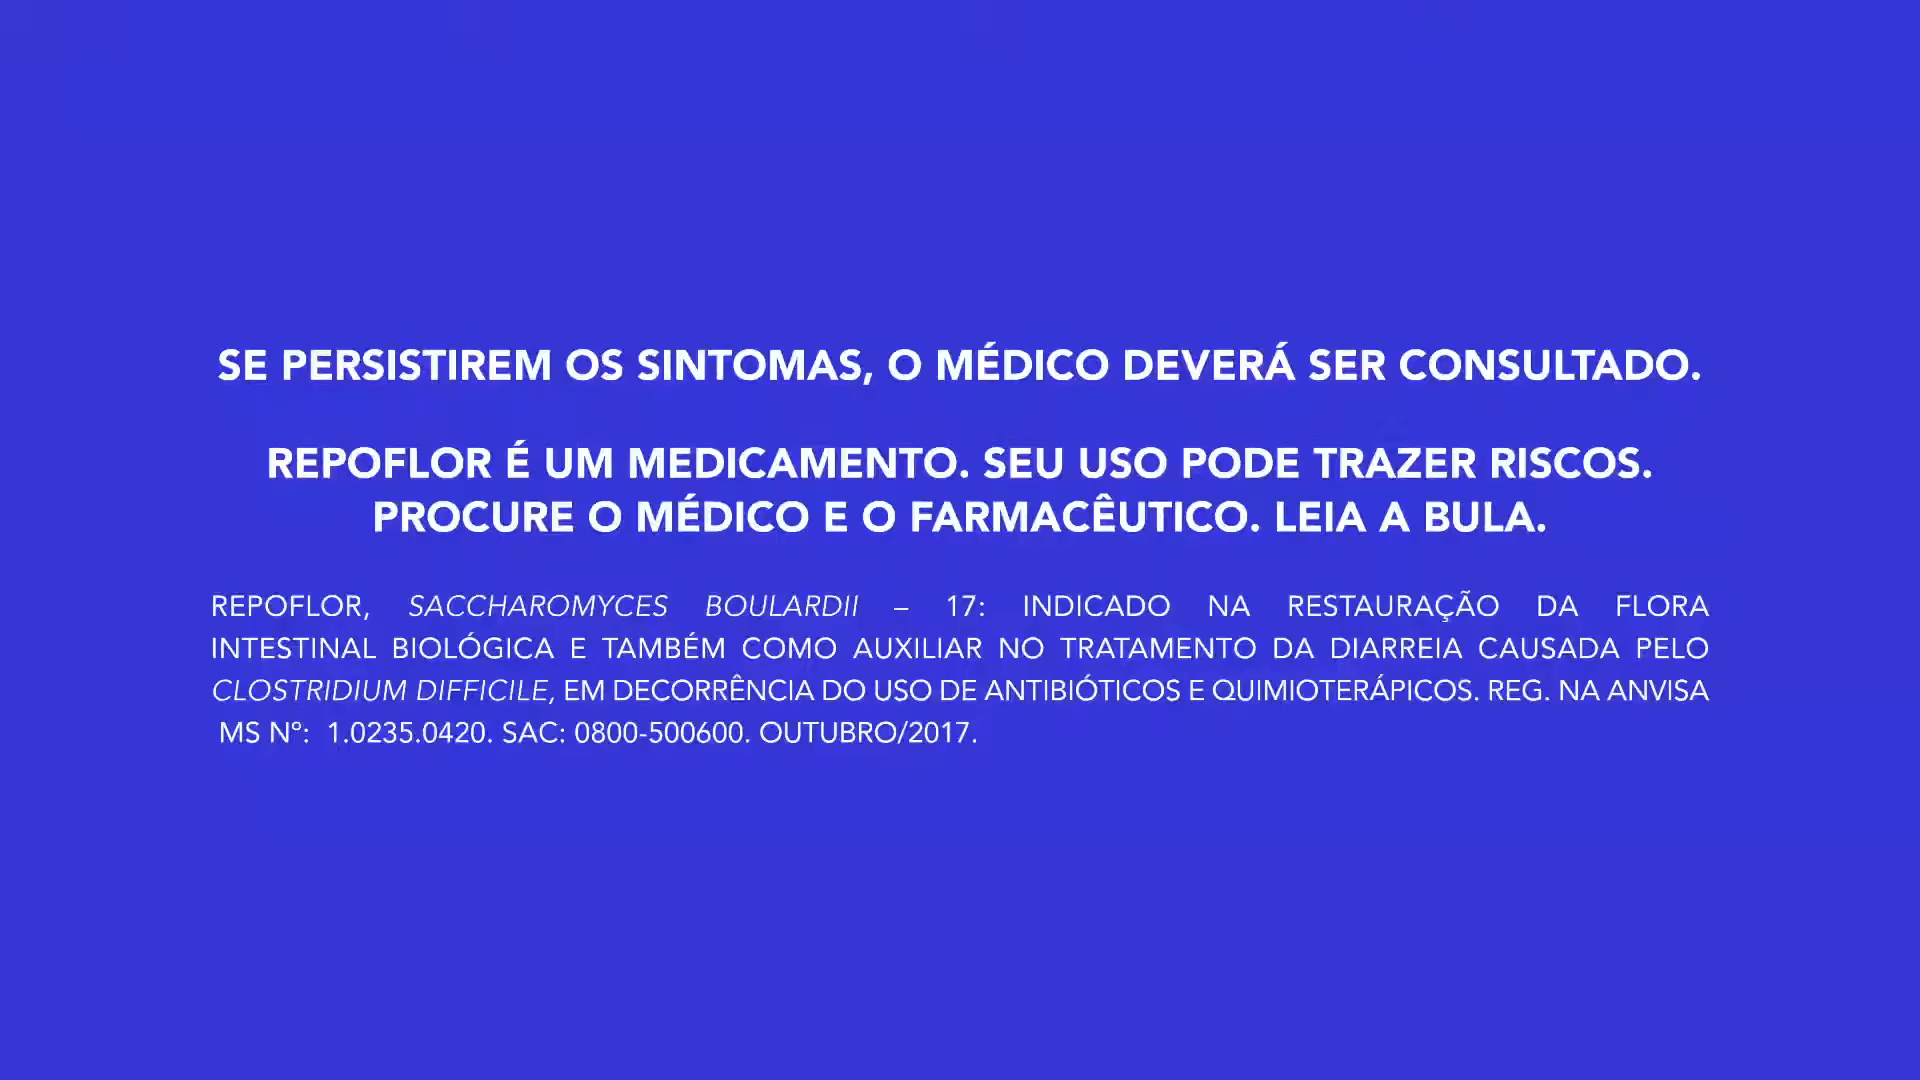 SE PERSISTIREM OS SINTOMAS, O MÉDICO DEVERÁ SER CONSULTADO.
REPOFLOR É UM MEDICAMENTO. SEU USO PODE TRAZER RISCOS.
PROCURE O MÉDICO E O FARMACÊUTICO. LEIA A BULA.
REPOFLOR, SACCHAROMYCES BOULARDII – 17: INDICADO NA RESTAURAÇÃO DA FLORA
INTESTINAL BIOLÓGICA E TAMBÉM COMO AUXILIAR NO TRATAMENTO DA DIARREIA CAUSADA PELO
CLOSTRIDIUM DIFFICILE, EM DECORRÊNCIA DO USO DE ANTIBIÓTICOS E QUIMIOTERÁPICOS. REG. NA ANVISA
MS Nº: 1.0235.0420. SAC: 0800-500600. OUTUBRO/2017.